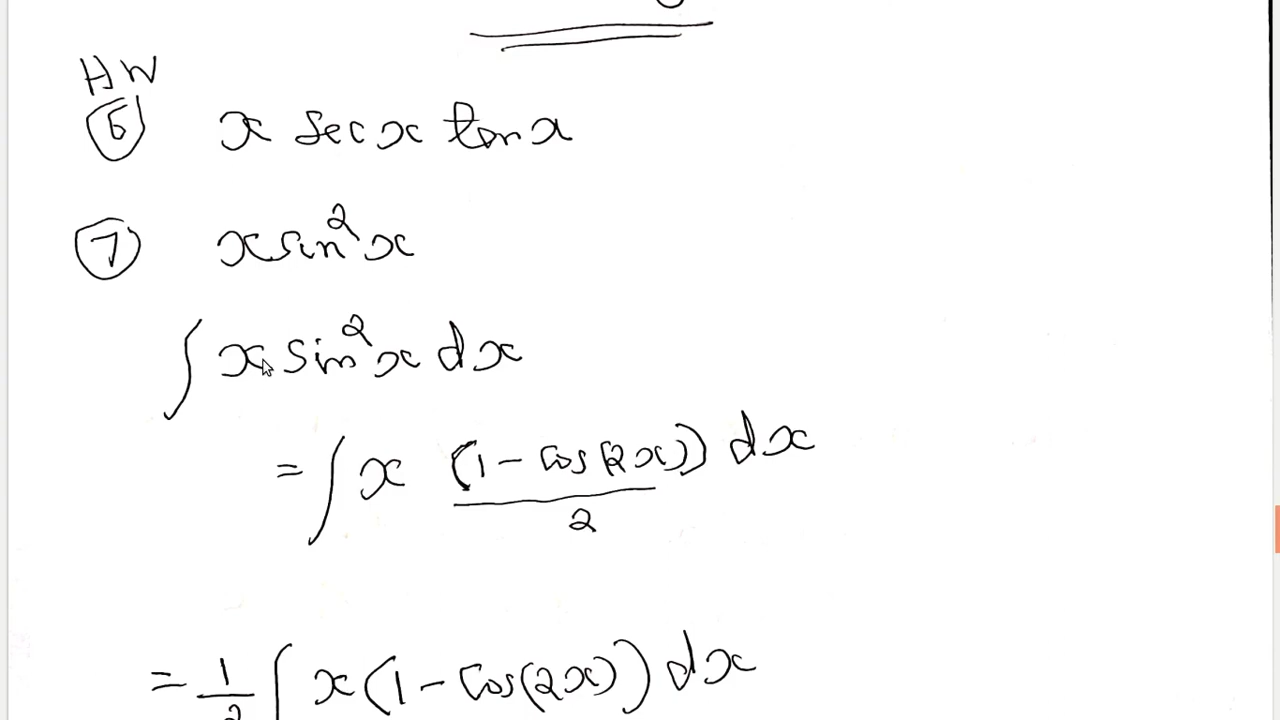 HW
⑥ x sec x tan x
⑦ x sin²x
∫ x sin²x dx
= ∫ x (1 - cos(2x))/2 dx
= 1/2 ∫ x (1 - cos(2x)) dx